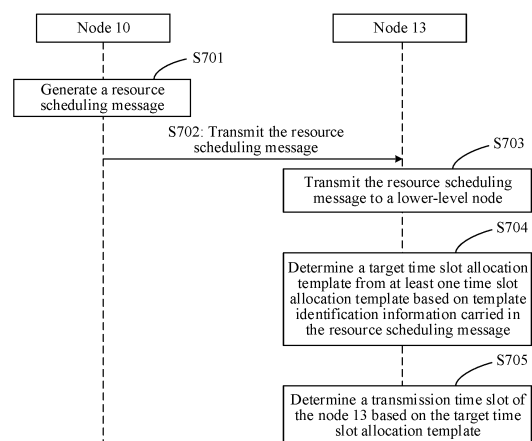 Node 10
Node 13
S701
Generate a resource
scheduling message
S702: Transmit the resource
scheduling message
S703
Transmit the resource scheduling
message to a lower-level node
S704
Determine a target time slot allocation
template from at least one time slot
allocation template based on template
identification information carried in
the resource scheduling message
S705
Determine a transmission time slot of
the node 13 based on the target time
slot allocation template